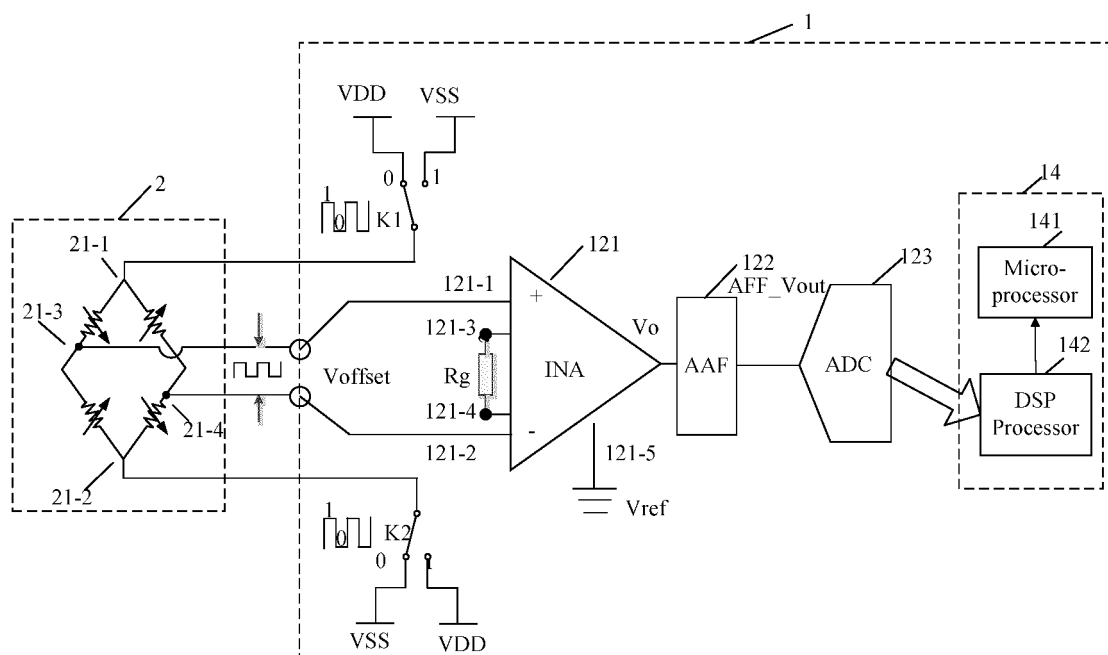 1
VDD
VSS
0
1
1
0
K1
2
21-1
21-3
21-4
21-2
Voffset
121-1
121-3
Rg
121-4
121-2
+
INA
-
121
Vo
121-5
Vref
122
AFF_Vout
AAF
123
ADC
14
141
Micro-
processor
142
DSP
Processor
1
0
K2
0
1
VSS
VDD